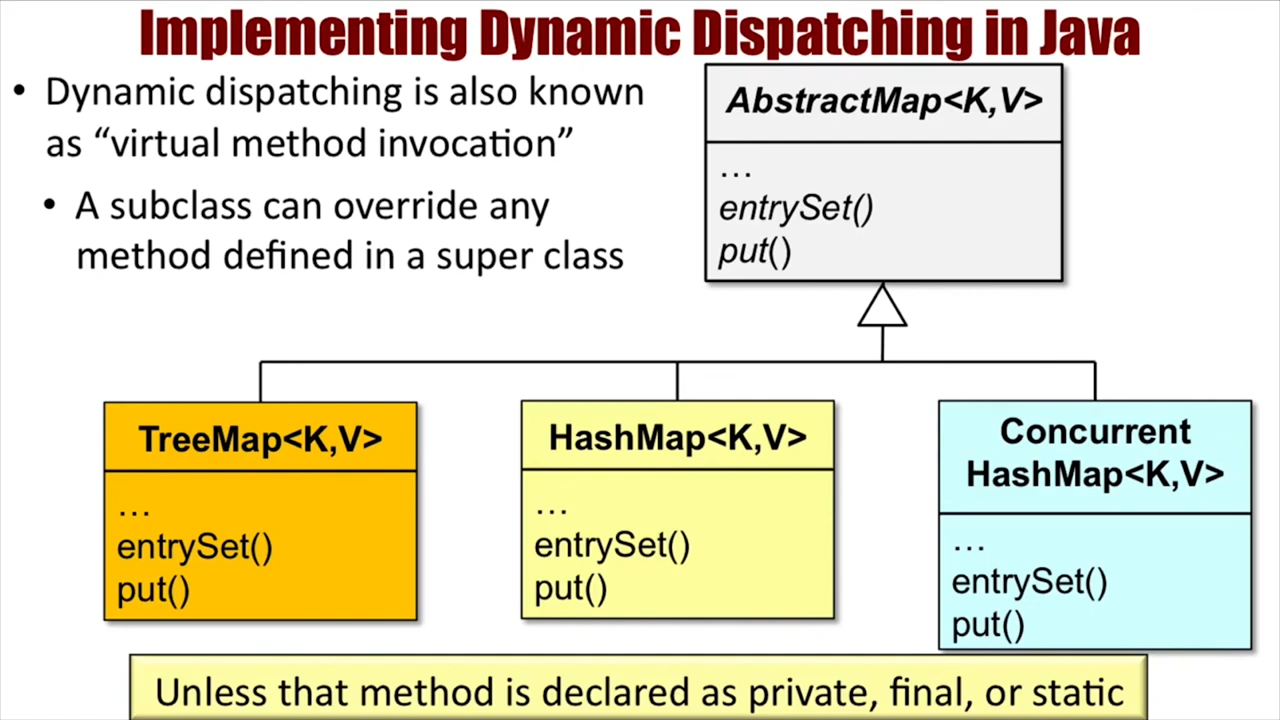 Implementing Dynamic Dispatching in Java
• Dynamic dispatching is also known
as “virtual method invocation”
• A subclass can override any
method defined in a super class
AbstractMap<K,V>
…
entrySet()
put()
TreeMap<K,V>
…
entrySet()
put()
HashMap<K,V>
…
entrySet()
put()
Concurrent
HashMap<K,V>
…
entrySet()
put()
Unless that method is declared as private, final, or static